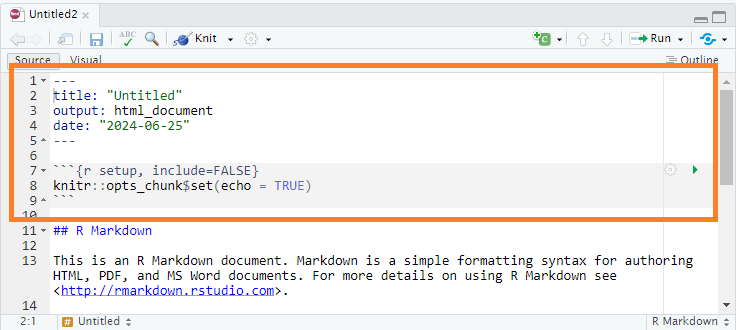 Untitled2
ABC Knit C Run
Source Visual Outline
1 ---
2 title: "Untitled"
3 output: html_document
4 date: "2024-06-25"
5 ---
6
7 ```{r setup, include=FALSE}
8 knitr::opts_chunk$set(echo = TRUE)
9 ```
10
11 ## R Markdown
12
13 This is an R Markdown document. Markdown is a simple formatting syntax for authoring
HTML, PDF, and MS Word documents. For more details on using R Markdown see
<http://rmarkdown.rstudio.com>.
14
2:1 # Untitled R Markdown